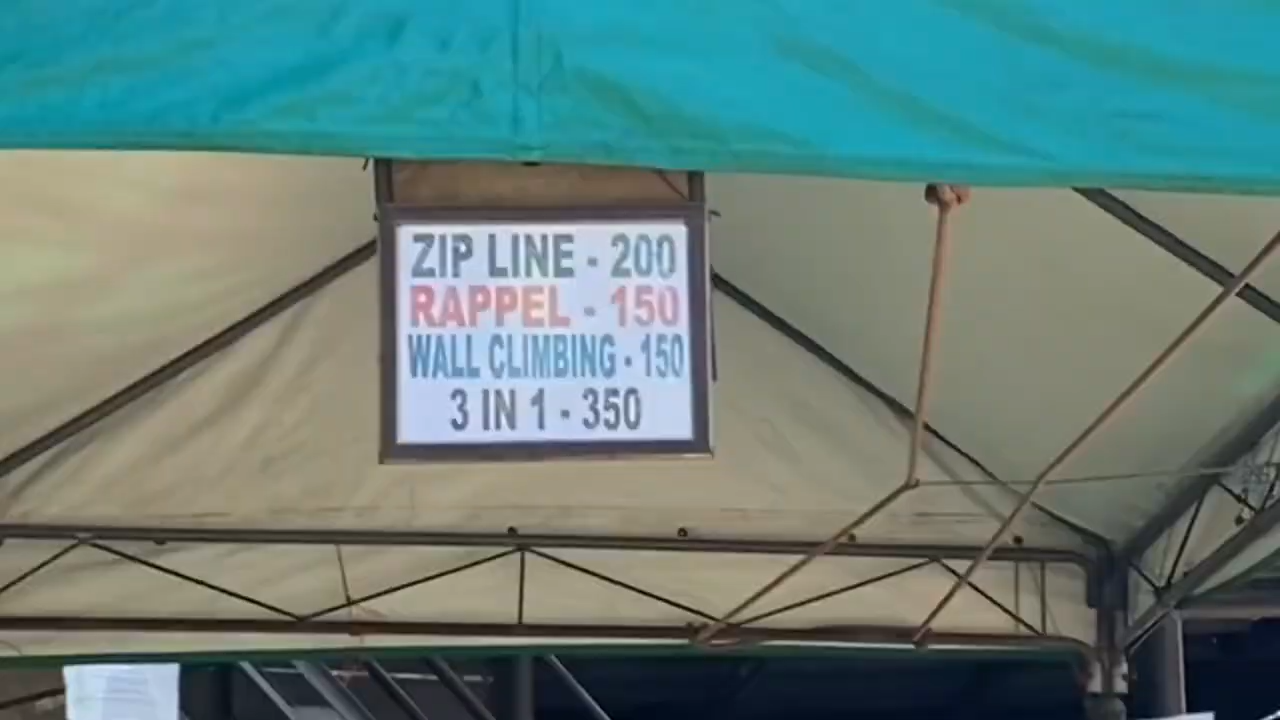 ZIP LINE - 200
RAPPEL - 150
WALL CLIMBING - 150
3 IN 1 - 350